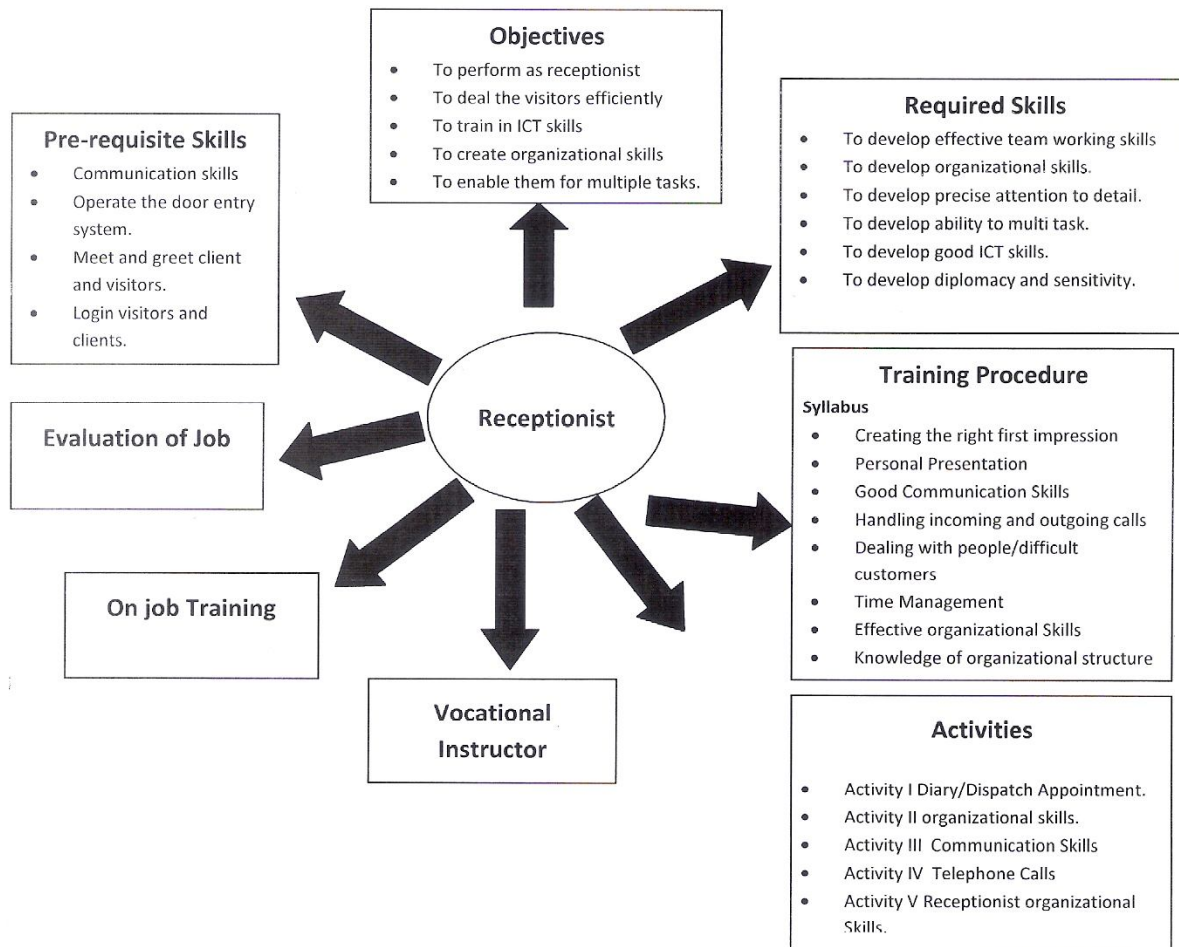 Objectives
• To perform as receptionist
• To deal the visitors efficiently
• To train in ICT skills
• To create organizational skills
• To enable them for multiple tasks.
Required Skills
• To develop effective team working skills
• To develop organizational skills.
• To develop precise attention to detail.
• To develop ability to multi task.
• To develop good ICT skills.
• To develop diplomacy and sensitivity.
Pre-requisite Skills
• Communication skills
• Operate the door entry
system.
• Meet and greet client
and visitors.
• Login visitors and
clients.
Receptionist
Training Procedure
Syllabus
• Creating the right first impression
• Personal Presentation
• Good Communication Skills
• Handling incoming and outgoing calls
• Dealing with people/difficult
customers
• Time Management
• Effective organizational Skills
• Knowledge of organizational structure
Evaluation of Job
On job Training
Vocational
Instructor
Activities
• Activity I Diary/Dispatch Appointment.
• Activity II organizational skills.
• Activity III Communication Skills
• Activity IV Telephone Calls
• Activity V Receptionist organizational
Skills.